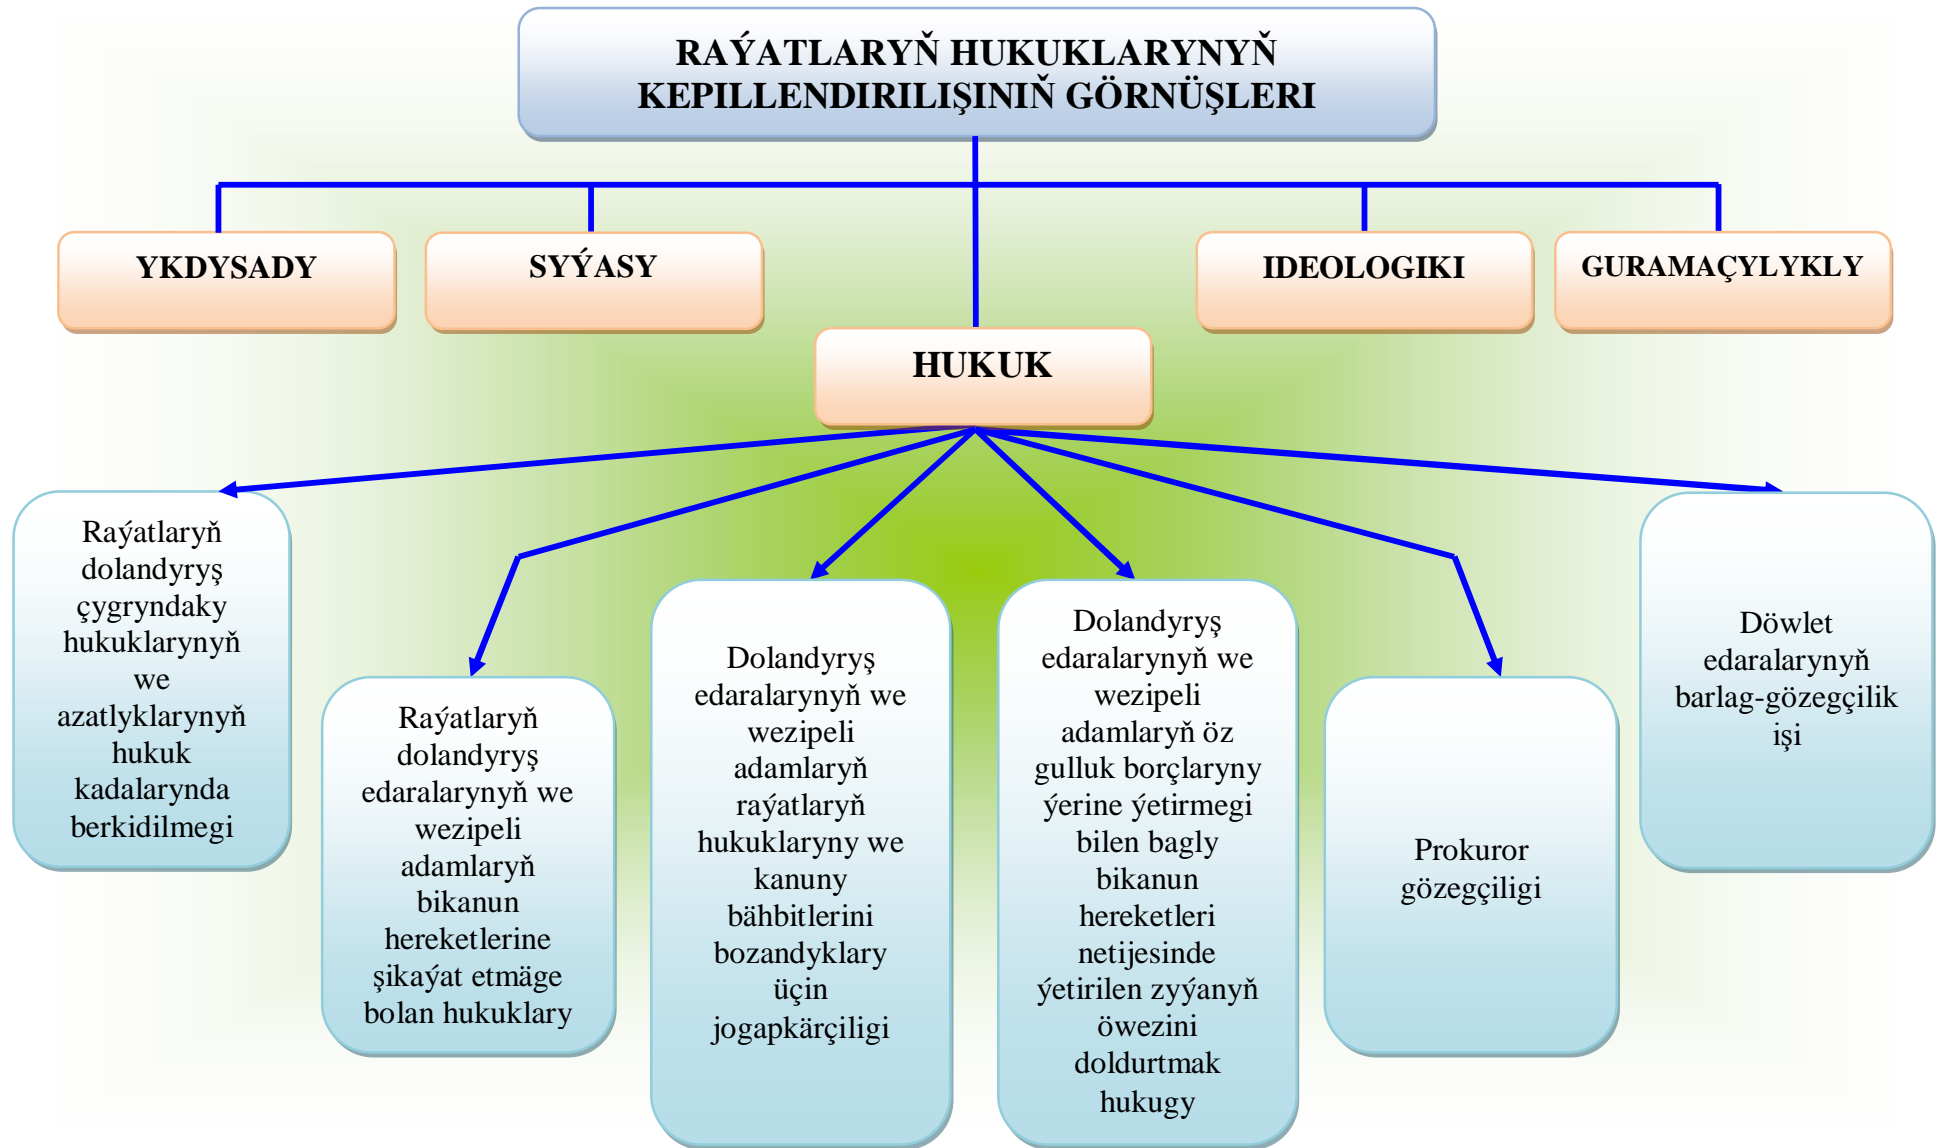 RAÝATLARYŇ HUKUKLARYNYŇ
KEPILLENDIRILIŞINIŇ GÖRNÜŞLERI
YKDYSADY
SYÝASY
IDEOLOGIKI
GURAMAÇYLYKLY
HUKUK
Raýatlaryň
dolandyryş
çygryndaky
hukuklarynyň
we
azatlyklarynyň
hukuk
kadalarynda
berkidilmegi
Raýatlaryň
dolandyryş
edaralarynyň we
wezipeli
adamlaryň
bikanun
hereketlerine
şikaýat etmäge
bolan hukuklary
Dolandyryş
edaralarynyň we
wezipeli
adamlaryň
raýatlaryň
hukuklaryny we
kanuny
bähbitlerini
bozandyklary
üçin
jogapkärçiligi
Dolandyryş
edaralarynyň we
wezipeli
adamlaryň öz
gulluk borçlaryny
ýerine ýetirmegi
bilen bagly
bikanun
hereketleri
netijesinde
ýetirilen zyýanyň
öwezini
doldurtmak
hukugy
Prokuror
gözegçiligi
Döwlet
edaralarynyň
barlag-gözegçilik
işi